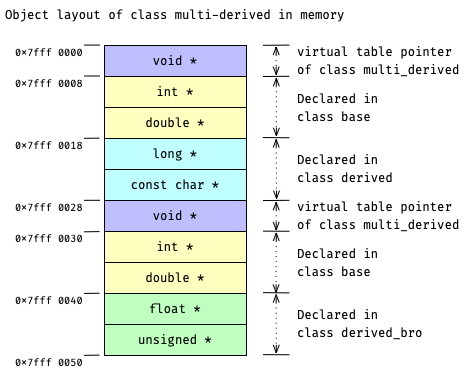 Object layout of class multi-derived in memory
0×7fff 0000
void *
virtual table pointer
of class multi_derived
0×7fff 0008
int *
double *
Declared in
class base
0×7fff 0018
long *
const char *
Declared in
class derived
0×7fff 0028
void *
virtual table pointer
of class multi_derived
0×7fff 0030
int *
double *
Declared in
class base
0×7fff 0040
float *
unsigned *
Declared in
class derived_bro
0×7fff 0050